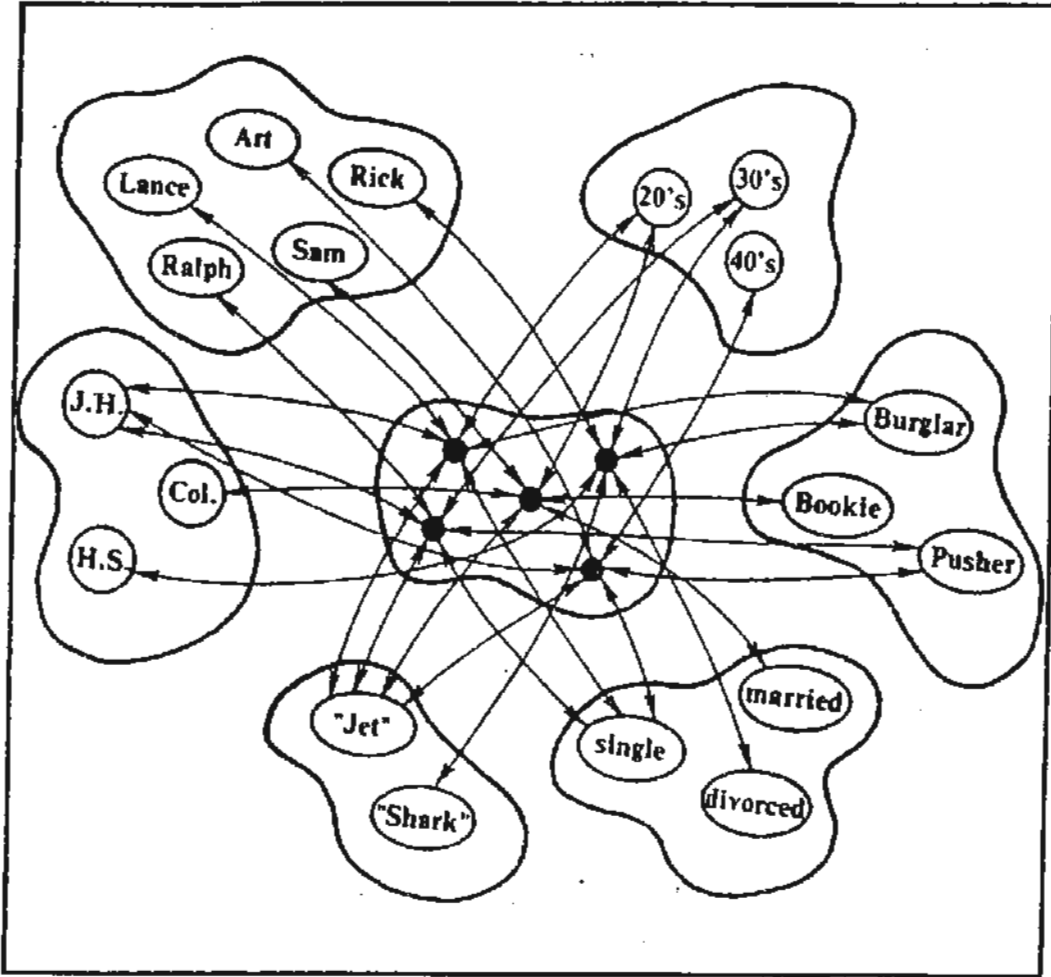 Art
Rick
Lance
Sam
Ralph
20's
30's
40's
J.H.
Col.
H.S
Burglar
Bookie
Pusher
"Jet"
"Shark"
married
single
divorced